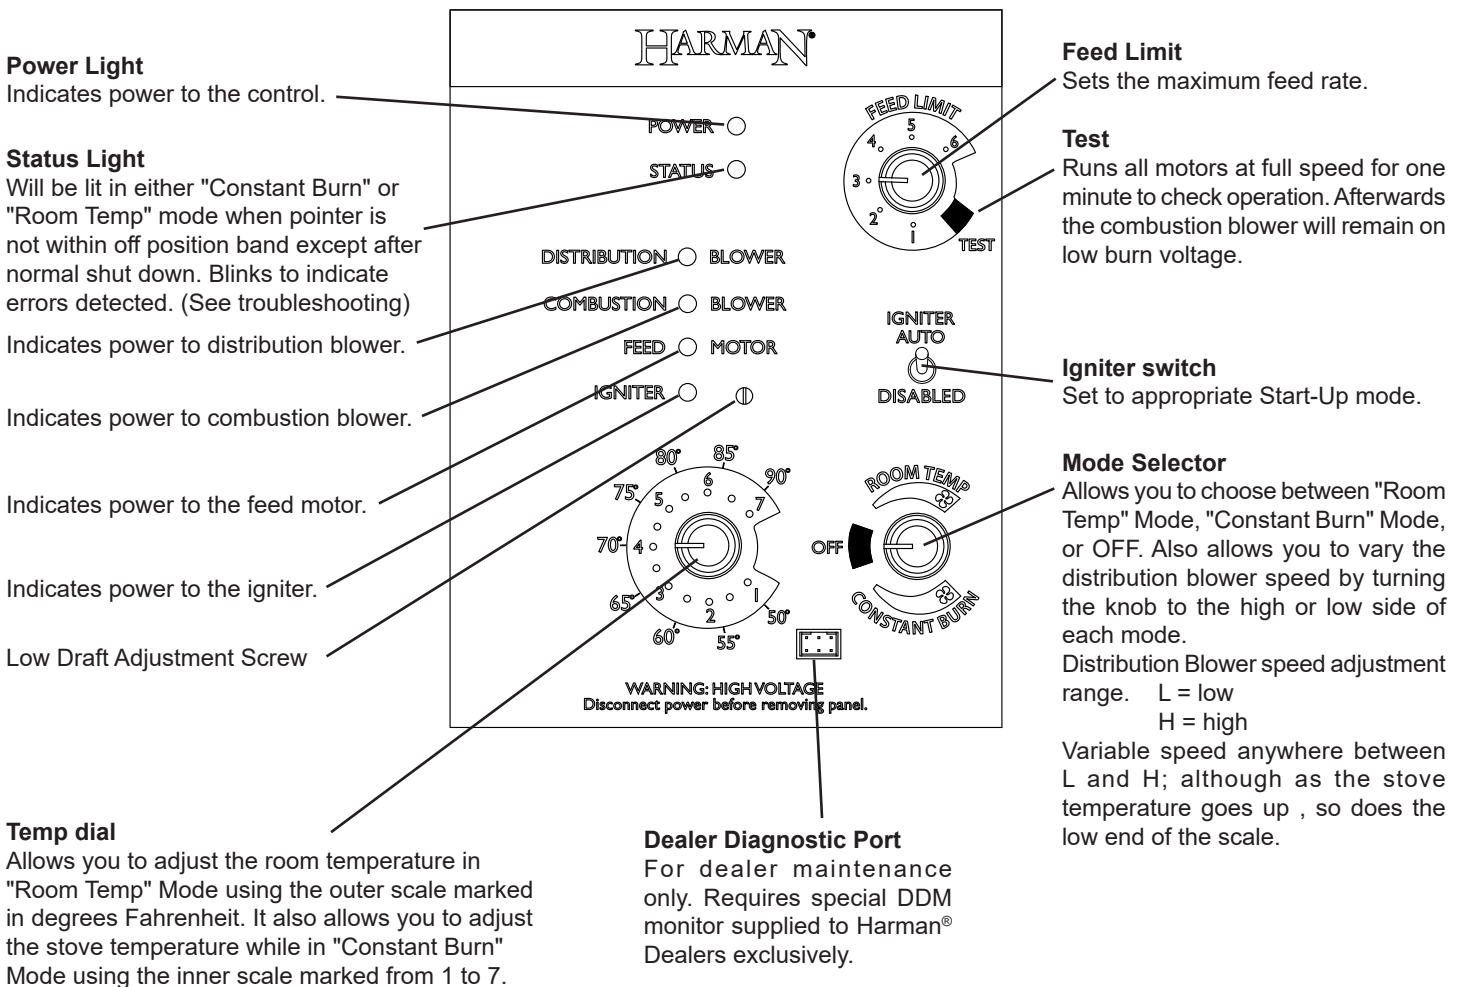 HARMAN®
Power Light
Indicates power to the control.
Status Light
Will be lit in either "Constant Burn" or
"Room Temp" mode when pointer is
not within off position band except after
normal shut down. Blinks to indicate
errors detected. (See troubleshooting)
Indicates power to distribution blower.
Indicates power to combustion blower.
Indicates power to the feed motor.
Indicates power to the igniter.
Low Draft Adjustment Screw
Temp dial
Allows you to adjust the room temperature in
"Room Temp" Mode using the outer scale marked
in degrees Fahrenheit. It also allows you to adjust
the stove temperature while in "Constant Burn"
Mode using the inner scale marked from 1 to 7.
POWER
STATUS
DISTRIBUTION BLOWER
COMBUSTION BLOWER
FEED MOTOR
IGNITER
FEED LIMIT
1
2
3
4
5
6
TEST
IGNITER
AUTO
DISABLED
50°
55°
60°
65°
70°
75°
80°
85°
90°
1
2
3
4
5
6
7
ROOM TEMP
OFF
CONSTANT BURN
WARNING: HIGH VOLTAGE
Disconnect power before removing panel.
Dealer Diagnostic Port
For dealer maintenance
only. Requires special DDM
monitor supplied to Harman®
Dealers exclusively.
Feed Limit
Sets the maximum feed rate.
Test
Runs all motors at full speed for one
minute to check operation. Afterwards
the combustion blower will remain on
low burn voltage.
Igniter switch
Set to appropriate Start-Up mode.
Mode Selector
Allows you to choose between "Room
Temp" Mode, "Constant Burn" Mode,
or OFF. Also allows you to vary the
distribution blower speed by turning
the knob to the high or low side of
each mode.
Distribution Blower speed adjustment
range. L = low
H = high
Variable speed anywhere between
L and H; although as the stove
temperature goes up , so does the
low end of the scale.